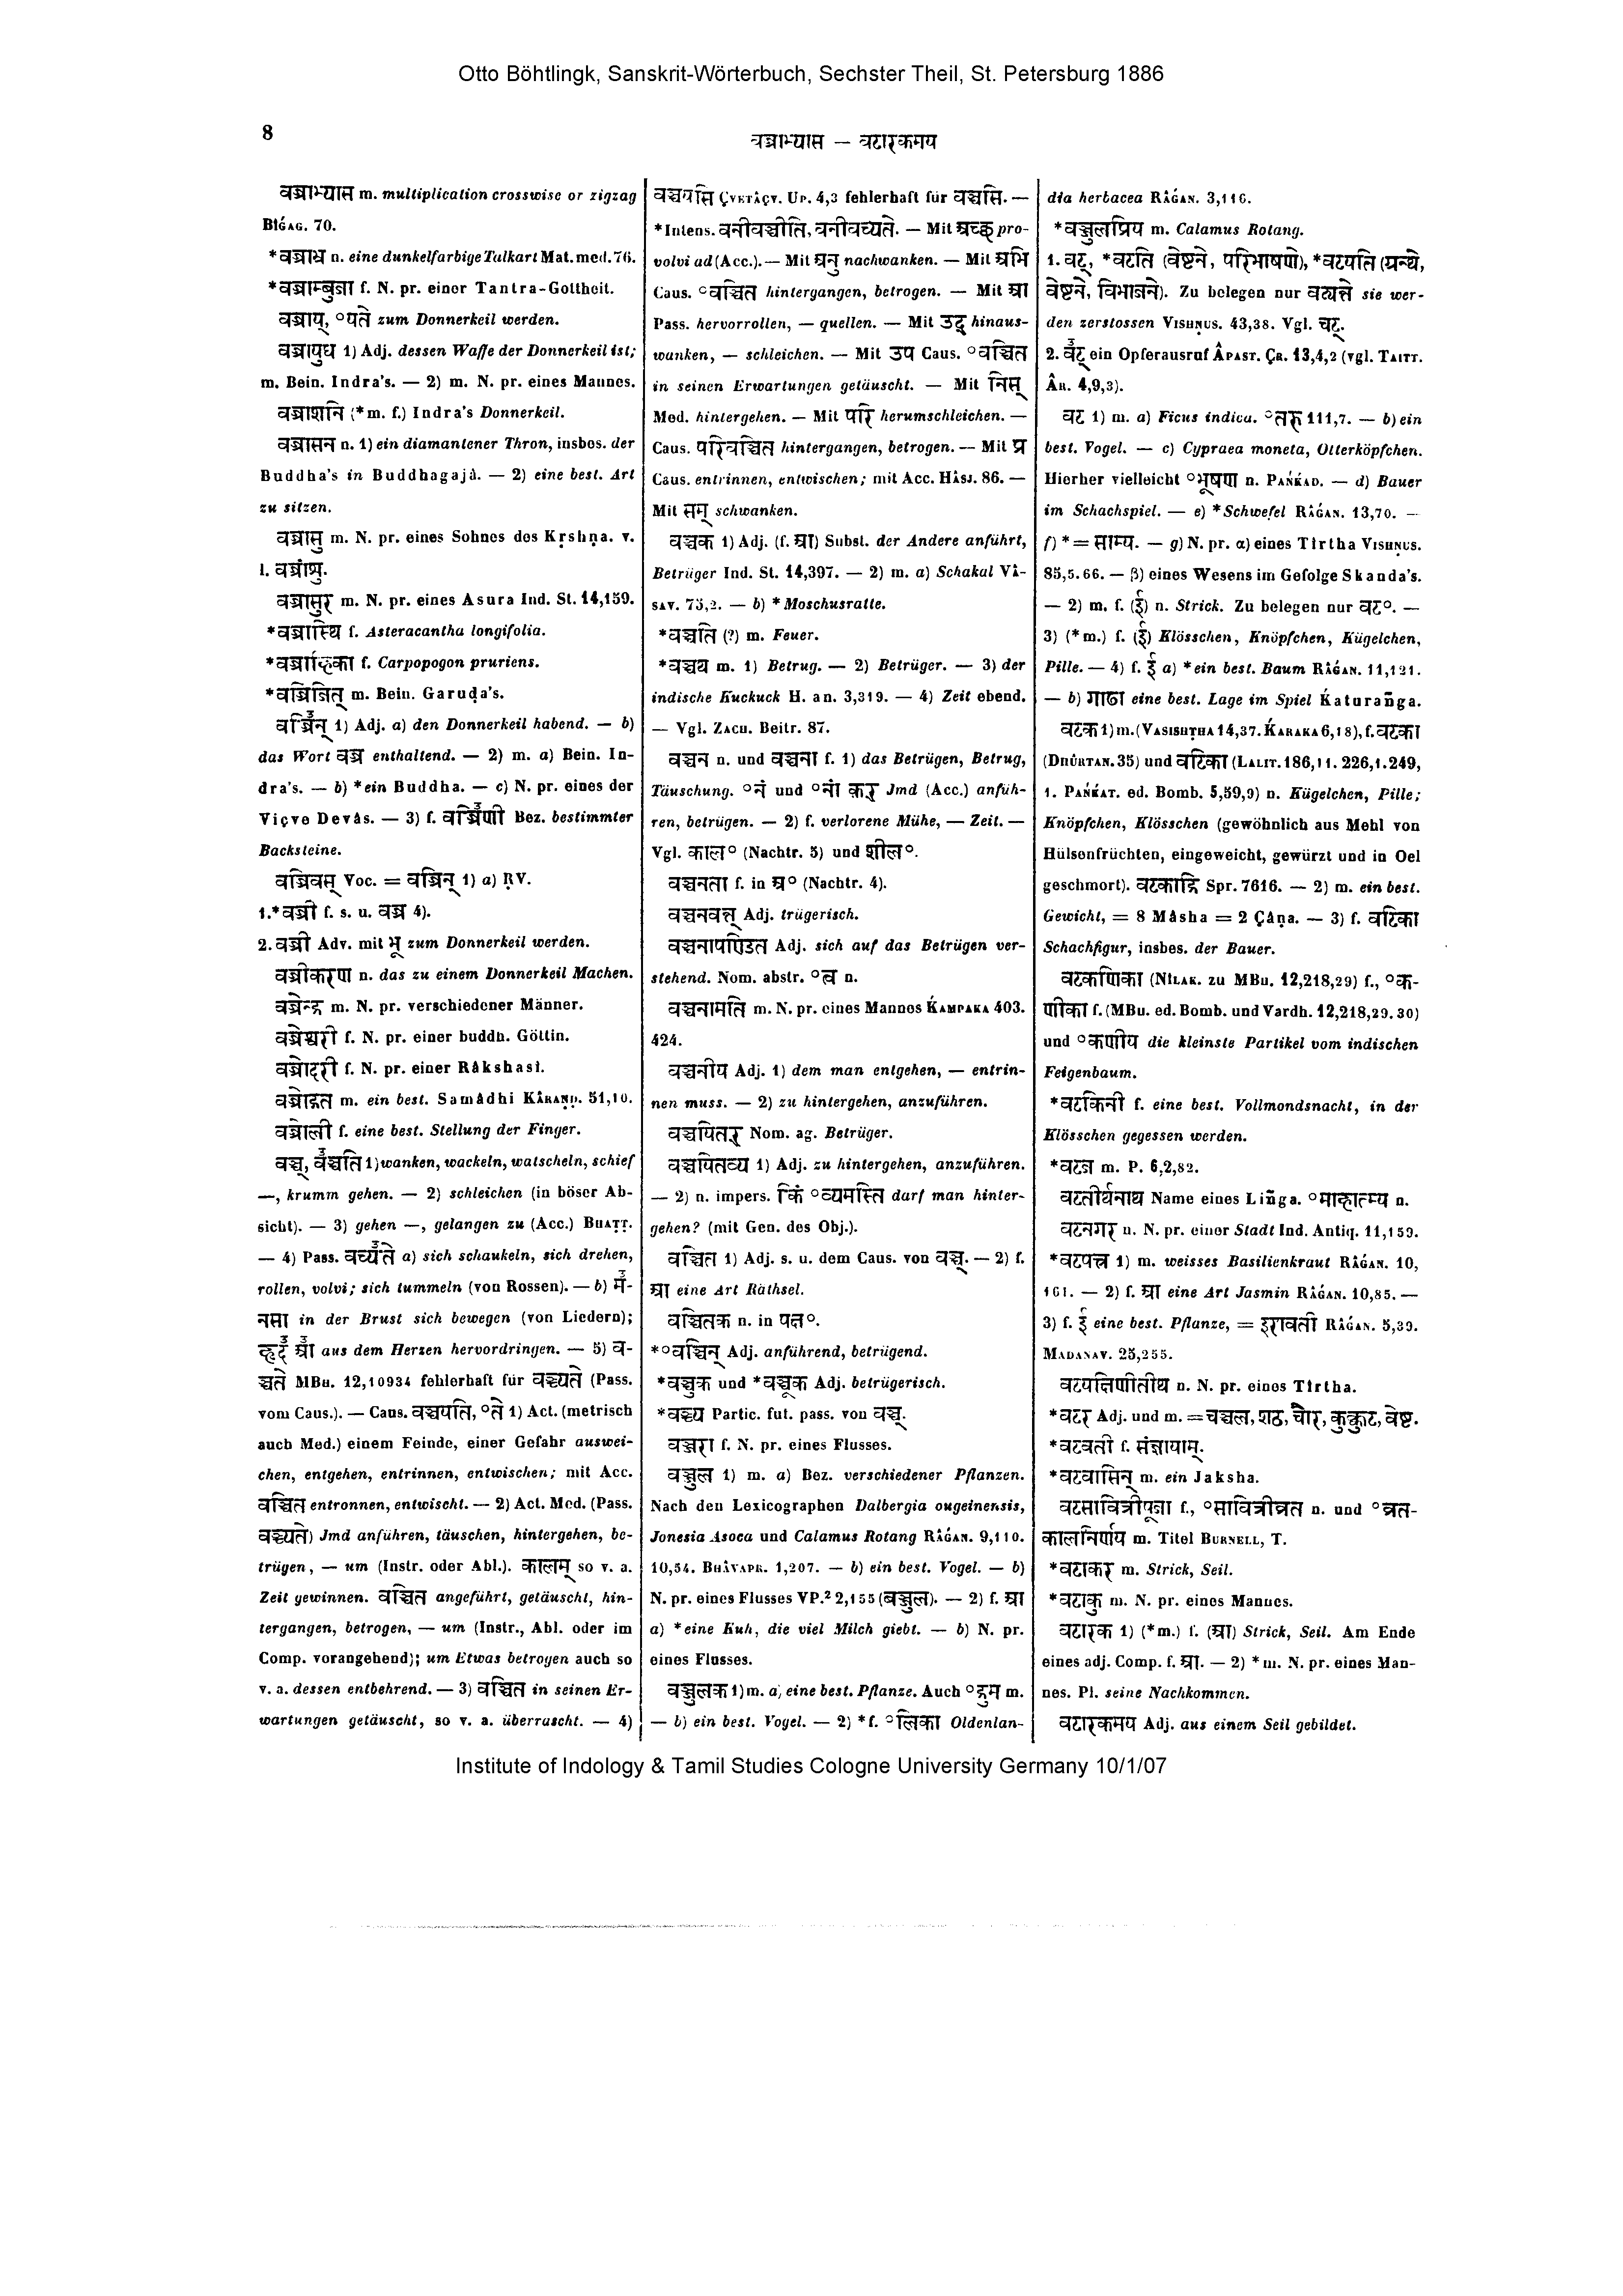 Otto Böhtlingk, Sanskrit-Wörterbuch, Sechster Theil, St. Petersburg 1886
8
वज्राभ्यास — वटारकमय
वज्राभ्यास m. multiplication crosswise or zigzag
Bīǵag. 70.
*वज्राभ्र n. eine dunkelfarbige Talkart Mat. med. 76.
*वज्राम्बुजा f. N. pr. einer Tantra-Gottheit.
वज्राय्, °यते zum Donnerkeil werden.
वज्रायुध 1) Adj. dessen Waffe der Donnerkeil ist;
m. Bein. Indra's. — 2) m. N. pr. eines Mannes.
वज्राशनि (*m. f.) Indra's Donnerkeil.
वज्रासन n. 1) ein diamantener Thron, insbes. der
Buddha's in Buddhagajâ. — 2) eine best. Art
zu sitzen.
वज्रासु m. N. pr. eines Sohnes des Kṛshṇa. v.
l. वज्रांशु.
वज्रासुर m. N. pr. eines Asura Ind. St. 14,159.
*वज्रास्थि f. Asteracantha longifolia.
*वज्राह्विका f. Carpopogon pruriens.
*वज्रिजित् m. Bein. Garuḍa's.
वज्रिन् 1) Adj. a) den Donnerkeil habend. — b)
das Wort वज्र enthaltend. — 2) m. a) Bein. In-
dra's. — b) *ein Buddha. — c) N. pr. eines der
Viçve Devâs. — 3) f. वज्रिणी Bez. bestimmter
Backsteine.
वज्रिवस् Voc. = वज्रिन् 1) a) ṚV.
1.*वज्री f. s. u. वज्र 4).
2. वज्री Adv. mit भू zum Donnerkeil werden.
वज्रीकरण n. das zu einem Donnerkeil Machen.
वज्रेन्द्र m. N. pr. verschiedener Männer.
वज्रेश्वरी f. N. pr. einer buddh. Göttin.
वज्रोदरी f. N. pr. einer Râkshasî.
वज्रोद्गत m. ein best. Samâdhi Kâraṇḍ. 51,10.
वज्रोली f. eine best. Stellung der Finger.
वञ्च्, वञ्चति 1) wanken, wackeln, watscheln, schief
—, krumm gehen. — 2) schleichen (in böser Ab-
sicht). — 3) gehen —, gelangen zu (Acc.) Bhaṭṭ.
— 4) Pass. वच्यते a) sich schaukeln, sich drehen,
rollen, volvi; sich tummeln (von Rossen). — b) म-
नसा in der Brust sich bewegen (von Liedern);
हृद आ aus dem Herzen hervordringen. — 5) व-
ञ्चते MBh. 12,10934 fehlerhaft für वञ्च्यते (Pass.
vom Caus.). — Caus. वञ्चयति, °ते 1) Act. (metrisch
auch Med.) einem Feinde, einer Gefahr auswei-
chen, entgehen, entrinnen, entwischen; mit Acc.
वञ्चित entronnen, entwischt. — 2) Act. Med. (Pass.
वञ्च्यते) Jmd anführen, täuschen, hintergehen, be-
trügen, — um (Instr. oder Abl.). कालम् so v. a.
Zeit gewinnen. वञ्चित angeführt, getäuscht, hin-
tergangen, betrogen, — um (Instr., Abl. oder im
Comp. vorangehend); um Etwas betrogen auch so
v. a. dessen entbehrend. — 3) वञ्चित in seinen Er-
wartungen getäuscht, so v. a. überrascht. — 4)
वञ्चयसि Çvetâçv. Up. 4,3 fehlerhaft für वञ्चसि. —
*Intens. वनीवञ्चीति, वनीवच्यते. — Mit अच्छ pro-
volvi ad (Acc.). — Mit अनु nachwanken. — Mit अभि
Caus. °वञ्चित hintergangen, betrogen. — Mit आ
Pass. hervorrollen, — quellen. — Mit उद् hinaus-
wanken, — schleichen. — Mit उप Caus. °वञ्चित
in seinen Erwartungen getäuscht. — Mit निस्
Med. hintergehen. — Mit परि herumschleichen. —
Caus. परिवञ्चित hintergangen, betrogen. — Mit प्र
Caus. entrinnen, entwischen; mit Acc. Hâsj. 86. —
Mit सम् schwanken.
वञ्चक 1) Adj. (f. आ) Subst. der Andere anführt,
Betrüger Ind. St. 14,397. — 2) m. a) Schakal Vâ-
sav. 75,2. — b) *Moschusratte.
*वञ्चति (?) m. Feuer.
*वञ्चथ m. 1) Betrug. — 2) Betrüger. — 3) der
indische Kuckuck H. an. 3,319. — 4) Zeit ebend.
— Vgl. Zach. Beitr. 87.
वञ्चन n. und वञ्चना f. 1) das Betrügen, Betrug,
Täuschung. °नं und °नां कर् Jmd (Acc.) anfüh-
ren, betrügen. — 2) f. verlorene Mühe, — Zeit. —
Vgl. काल° (Nachtr. 5) und शील°.
वञ्चनता f. in अ° (Nachtr. 4).
वञ्चनवत् Adj. trügerisch.
वञ्चनापण्डित Adj. sich auf das Betrügen ver-
stehend. Nom. abstr. °त्व n.
वञ्चनामति m. N. pr. eines Mannes Ḱampaka 403.
424.
वञ्चनीय Adj. 1) dem man entgehen, — entrin-
nen muss. — 2) zu hintergehen, anzuführen.
वञ्चयितर् Nom. ag. Betrüger.
वञ्चयितव्य 1) Adj. zu hintergehen, anzuführen.
— 2) n. impers. किं °व्यमस्ति darf man hinter-
gehen? (mit Gen. des Obj.).
वञ्चित 1) Adj. s. u. dem Caus. von वञ्च्. — 2) f.
आ eine Art Räthsel.
वञ्चितक n. in पत्त°.
*°वञ्चिन् Adj. anführend, betrügend.
*वञ्चुक und *वञ्चूक Adj. betrügerisch.
*वञ्च्य Partic. fut. pass. von वञ्च्.
वञ्जरा f. N. pr. eines Flusses.
वञ्जुल 1) m. a) Bez. verschiedener Pflanzen.
Nach den Lexicographen Dalbergia ougeinensis,
Jonesia Asoca und Calamus Rotang Râǵan. 9,110.
10,54. Bhâvapr. 1,207. — b) ein best. Vogel. — b)
N. pr. eines Flusses VP.² 2,155 (बञ्जुल). — 2) f. आ
a) *eine Kuh, die viel Milch giebt. — b) N. pr.
eines Flusses.
वञ्जुलक 1) m. a) eine best. Pflanze. Auch °द्रुम m.
— b) ein best. Vogel. — 2) *f. °लिका Oldenlan-
dia herbacea Râǵan. 3,116.
*वञ्जुलप्रिय m. Calamus Rotang.
1. वट्, *वटति (वेष्टने, परिभाषणे), *वटयति (ग्रन्थे,
वेष्टने, विभाजने). Zu belegen nur वट्यन्ते sie wer-
den zerstossen Vishṇus. 43,38. Vgl. चट्.
2. वट् ein Opferausruf Âpast. Çr. 13,4,2 (vgl. Taitt.
Âr. 4,9,3).
वट 1) m. a) Ficus indica. °तरु 111,7. — b) ein
best. Vogel. — c) Cypraea moneta, Otterköpfchen.
Hierher vielleicht °भूषण n. Pańḱad. — d) Bauer
im Schachspiel. — e) *Schwefel Râǵan. 13,70. —
f) *= साम्य. — g) N. pr. α) eines Tîrtha Vishṇus.
85,5.66. — β) eines Wesens im Gefolge Skanda's.
— 2) m. f. (ई) n. Strick. Zu belegen nur वट°. —
3) (*m.) f. (ई) Klösschen, Knöpfchen, Kügelchen,
Pille. — 4) f. ई a) *ein best. Baum Râǵan. 11,121.
— b) गाढा eine best. Lage im Spiel Ḱaturañga.
वटक 1) m. (Vasishṭha 14,37. Ḱaraka 6,18), f. वटका
(Dhûrtan. 35) und वटिका (Lalit. 186,11. 226,1. 249,
1. Pańḱat. ed. Bomb. 5,59,9) n. Kügelchen, Pille;
Knöpfchen, Klösschen (gewöhnlich aus Mehl von
Hülsenfrüchten, eingeweicht, gewürzt und in Oel
geschmort). वटकाद्रि Spr. 7616. — 2) m. ein best.
Gewicht, = 8 Mâsha = 2 Çâṇa. — 3) f. वटिका
Schachfigur, insbes. der Bauer.
वटकणिका (Nîlak. zu MBh. 12,218,29) f., °क-
णीका f. (MBh. ed. Bomb. und Vardh. 12,218,29.30)
und °कणीय die kleinste Partikel vom indischen
Feigenbaum.
*वटकिनी f. eine best. Vollmondsnacht, in der
Klösschen gegessen werden.
*वटज m. P. 6,2,82.
वटतीर्थनाथ Name eines Liñga. °माहात्म्य n.
वटनगर n. N. pr. einer Stadt Ind. Antiq. 11,159.
*वटपत्त्र 1) m. weisses Basilienkraut Râǵan. 10,
161. — 2) f. आ eine Art Jasmin Râǵan. 10,85. —
3) f. ई eine best. Pflanze, = इरावती Râǵan. 5,39.
Madanav. 25,255.
वटयक्षिणीतीर्थ n. N. pr. eines Tîrtha.
*वटर Adj. und m. = चञ्चल, शठ, चौर, कुक्कुट, वेष्ट.
*वटवती f. संज्ञायाम्.
*वटवासिन् m. ein Jaksha.
वटसावित्रीपूजा f., °सावित्रीव्रत n. und °व्रत-
कालनिर्णय m. Titel Burnell, T.
*वटाकर m. Strick, Seil.
*वटाकु m. N. pr. eines Mannes.
वटारक 1) (*m.) f. (आ) Strick, Seil. Am Ende
eines adj. Comp. f. आ. — 2) *m. N. pr. eines Man-
nes. Pl. seine Nachkommen.
वटारकमय Adj. aus einem Seil gebildet.
Institute of Indology & Tamil Studies Cologne University Germany 10/1/07